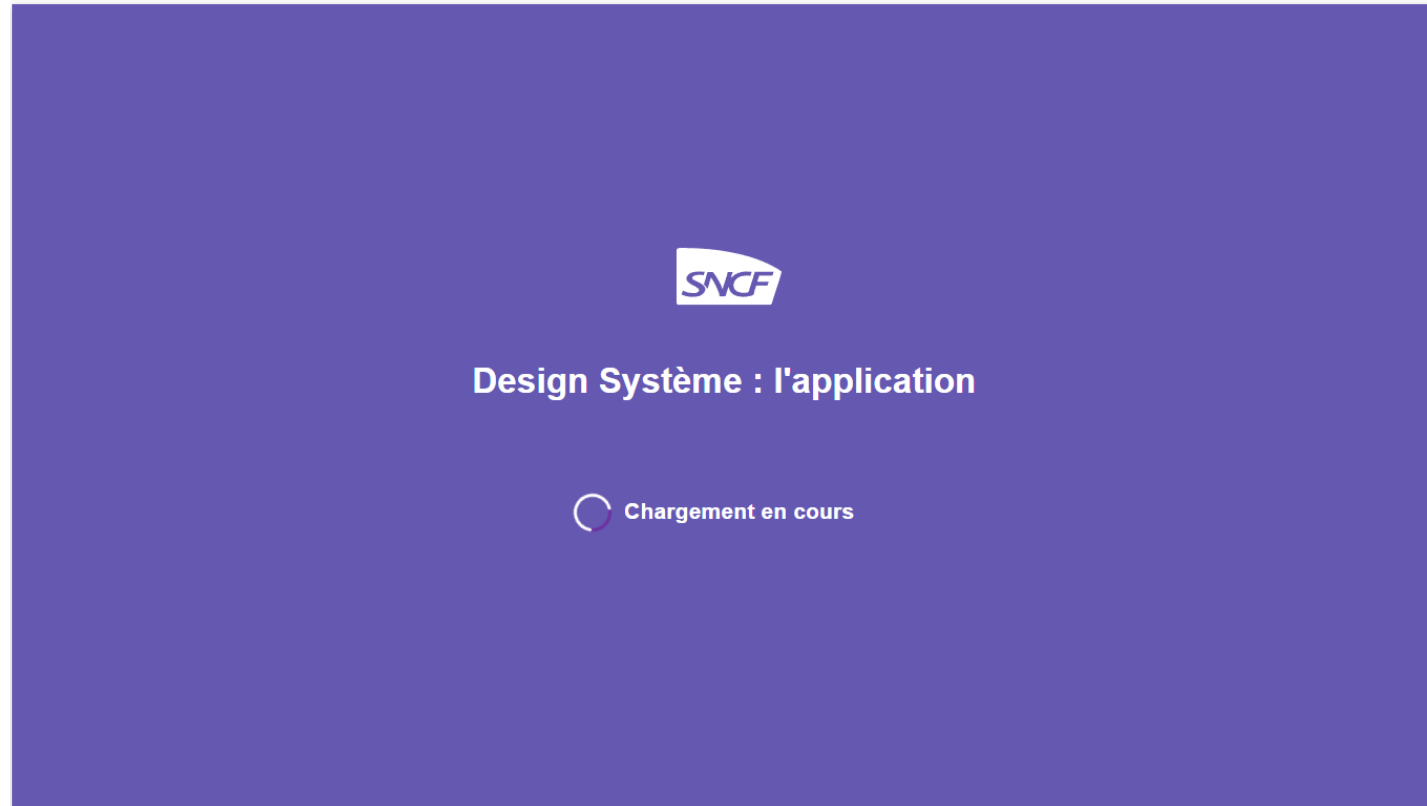 SNCF
Design Système : l'application
Chargement en cours